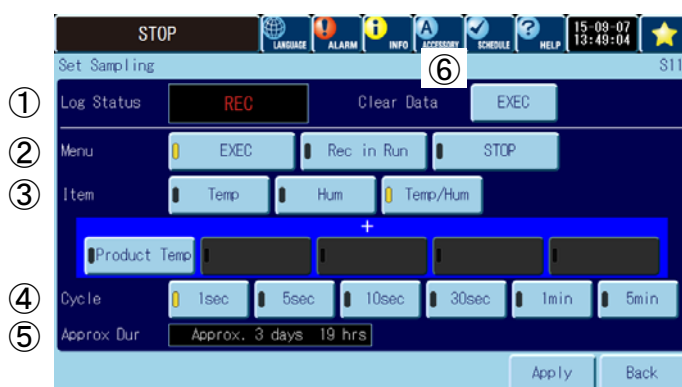 STOP LANGUAGE ALARM INFO A ACCESSORY SCHEDULE HELP 15-09-07 13:49:04
Set Sampling ⑥ S11
① Log Status REC Clear Data EXEC
② Menu EXEC Rec in Run STOP
③ Item Temp Hum Temp/Hum
+
Product Temp
④ Cycle 1sec 5sec 10sec 30sec 1min 5min
⑤ Approx Dur Approx. 3 days 19 hrs
Apply Back